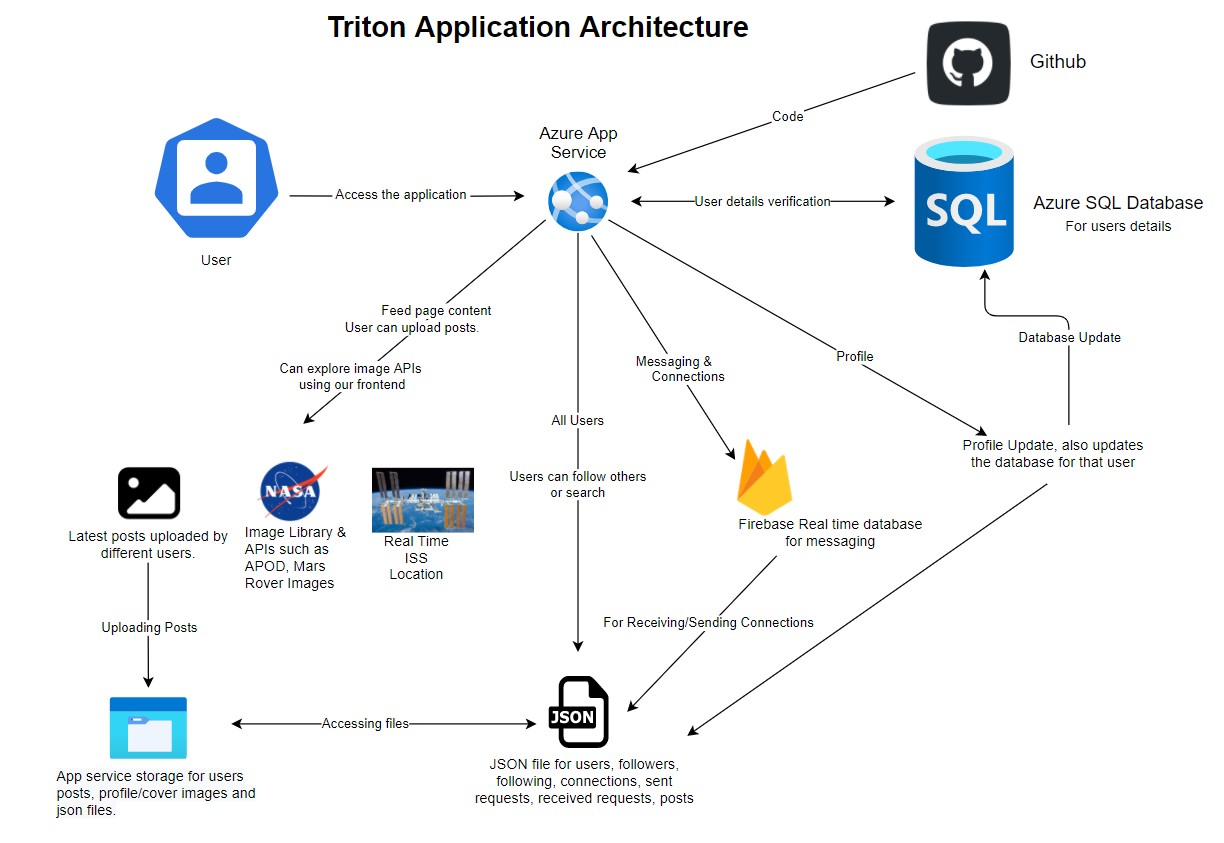 Triton Application Architecture
Github
Code
Azure App
Service
Access the application
User details verification
SQL
Azure SQL Database
For users details
User
Feed page content
User can upload posts.
Database Update
Messaging &
Connections
Profile
Can explore image APIs
using our frontend
All Users
Profile Update, also updates
the database for that user
Users can follow others
or search
NASA
Latest posts uploaded by
different users.
Image Library &
APIs such as
APOD, Mars
Rover Images
Real Time
ISS
Location
Firebase Real time database
for messaging
Uploading Posts
For Receiving/Sending Connections
JSON
Accessing files
JSON file for users, followers,
following, connections, sent
requests, received requests, posts
App service storage for users
posts, profile/cover images and
json files.